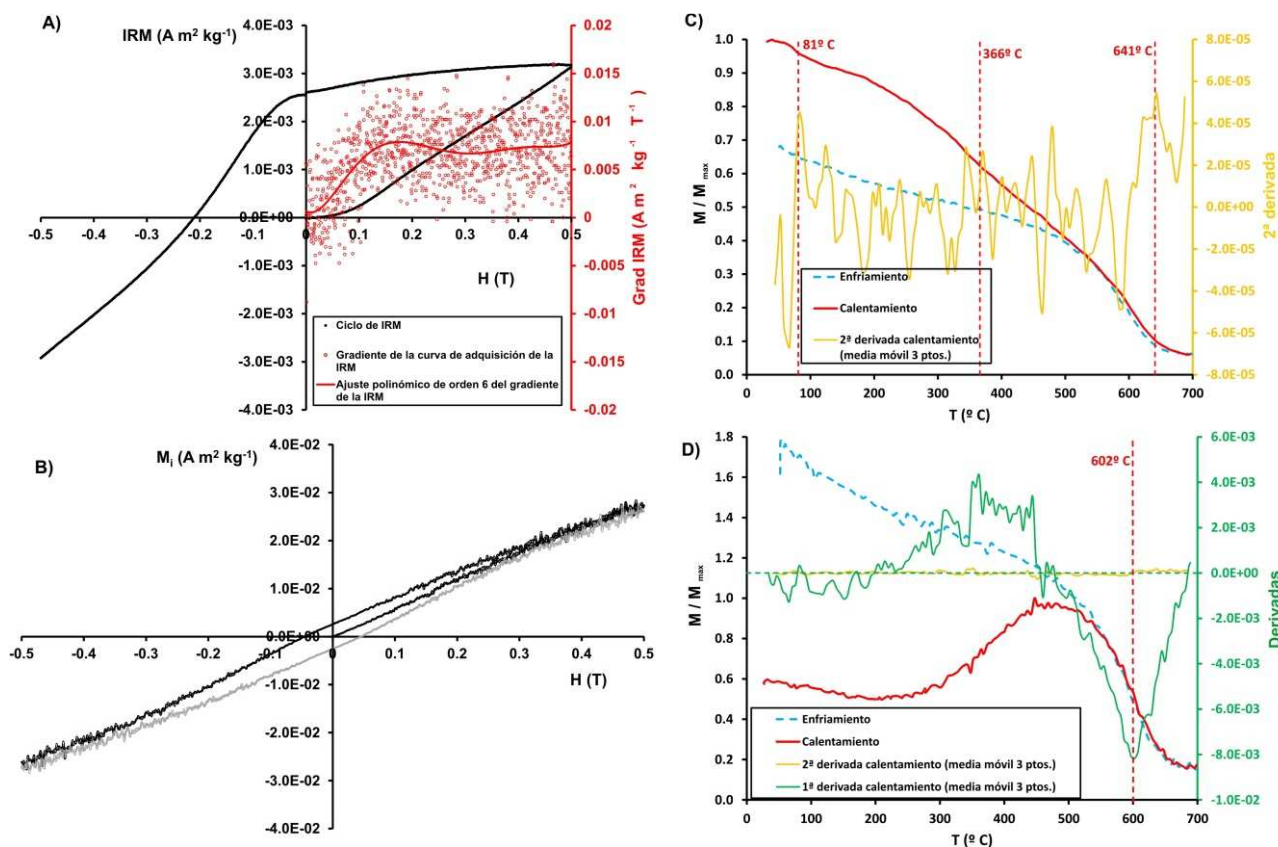 A)
IRM (A m² kg⁻¹)
4.0E-03
3.0E-03
2.0E-03
1.0E-03
0.0E+00
-1.0E-03
-2.0E-03
-3.0E-03
-4.0E-03
-0.5 -0.4 -0.3 -0.2 -0.1 0 0.1 0.2 0.3 0.4 0.5
H (T)
0.02
0.015
0.01
0.005
0
-0.005
-0.01
-0.015
-0.02
Grad IRM (A m² kg⁻¹ T⁻¹)
Ciclo de IRM
Gradiente de la curva de adquisición de la
IRM
Ajuste polinómico de orden 6 del gradiente
de la IRM
B)
Mᵢ (A m² kg⁻¹)
4.0E-02
3.0E-02
2.0E-02
1.0E-02
0.0E+00
-1.0E-02
-2.0E-02
-3.0E-02
-4.0E-02
-0.5 -0.4 -0.3 -0.2 -0.1 0 0.1 0.2 0.3 0.4 0.5
H (T)
C)
81º C
366º C
641º C
M / M max
1.0
0.9
0.8
0.7
0.6
0.5
0.4
0.3
0.2
0.1
0.0
8.0E-05
6.0E-05
4.0E-05
2.0E-05
0.0E+00
-2.0E-05
-4.0E-05
-6.0E-05
-8.0E-05
2ª derivada
Enfriamiento
Calentamiento
2ª derivada calentamiento
(media móvil 3 ptos.)
0 100 200 300 400 500 600 700
T (º C)
D)
602º C
M / M max
1.8
1.6
1.4
1.2
1.0
0.8
0.6
0.4
0.2
0.0
6.0E-03
4.0E-03
2.0E-03
0.0E+00
-2.0E-03
-4.0E-03
-6.0E-03
-8.0E-03
-1.0E-02
Derivadas
Enfriamiento
Calentamiento
2ª derivada calentamiento (media móvil 3 ptos.)
1ª derivada calentamiento (media móvil 3 ptos.)
0 100 200 300 400 500 600 700
T (º C)